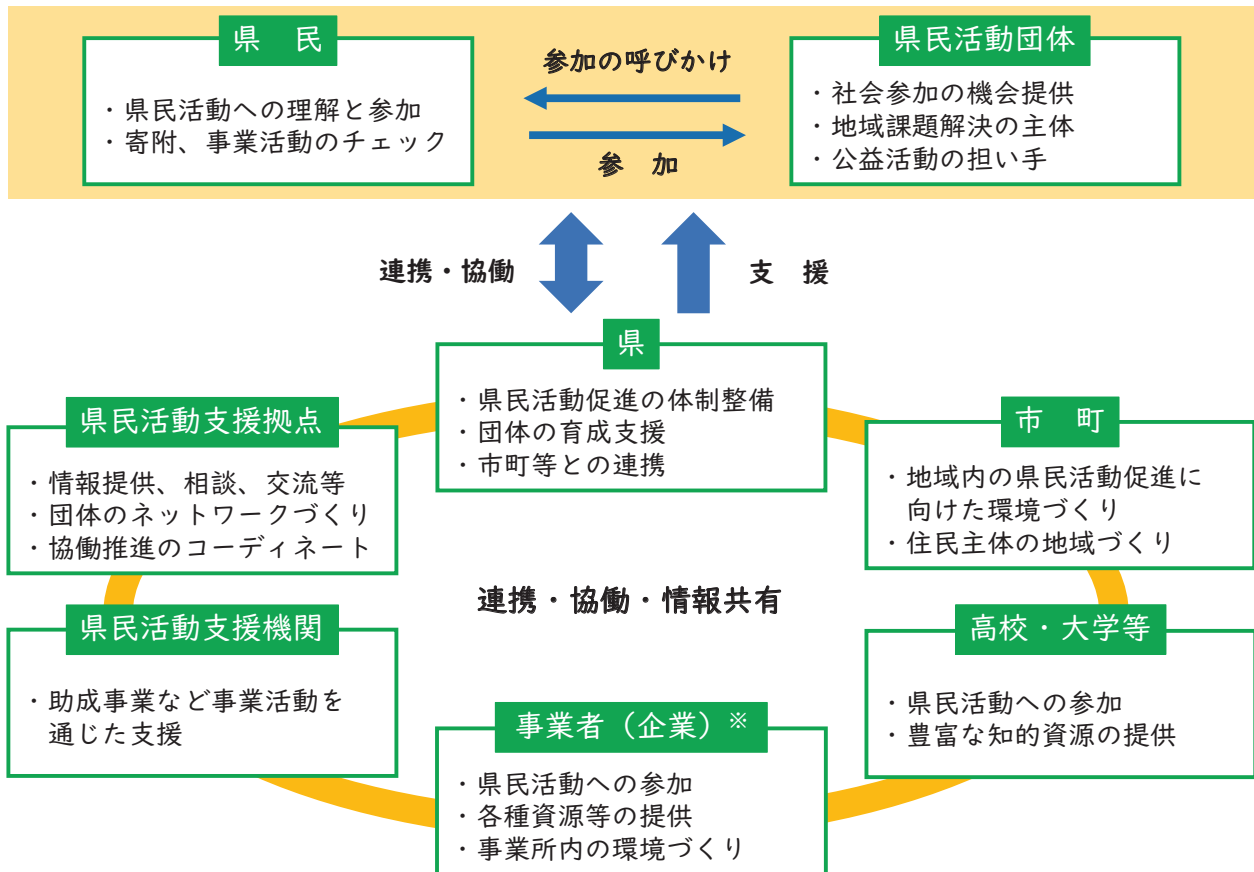 県　民
・県民活動への理解と参加
・寄附、事業活動のチェック
参加の呼びかけ
参　加
県民活動団体
・社会参加の機会提供
・地域課題解決の主体
・公益活動の担い手
連携・協働
支　援
県
・県民活動促進の体制整備
・団体の育成支援
・市町等との連携
県民活動支援拠点
・情報提供、相談、交流等
・団体のネットワークづくり
・協働推進のコーディネート
市　町
・地域内の県民活動促進に
向けた環境づくり
・住民主体の地域づくり
連携・協働・情報共有
県民活動支援機関
・助成事業など事業活動を
通じた支援
高校・大学等
・県民活動への参加
・豊富な知的資源の提供
事業者（企業）※
・県民活動への参加
・各種資源等の提供
・事業所内の環境づくり